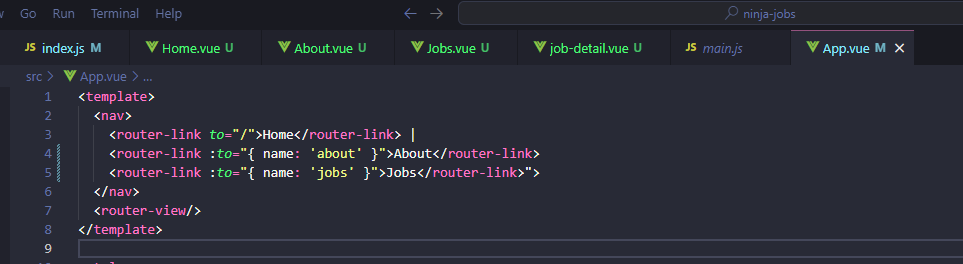 Go Run Terminal Help ninja-jobs
JS index.js M Home.vue U About.vue U Jobs.vue U job-detail.vue U JS main.js App.vue M
src > App.vue > ...
1 <template>
2 <nav>
3 <router-link to="/">Home</router-link> |
4 <router-link :to="{ name: 'about' }">About</router-link>
5 <router-link :to="{ name: 'jobs' }">Jobs</router-link>">
6 </nav>
7 <router-view/>
8 </template>
9